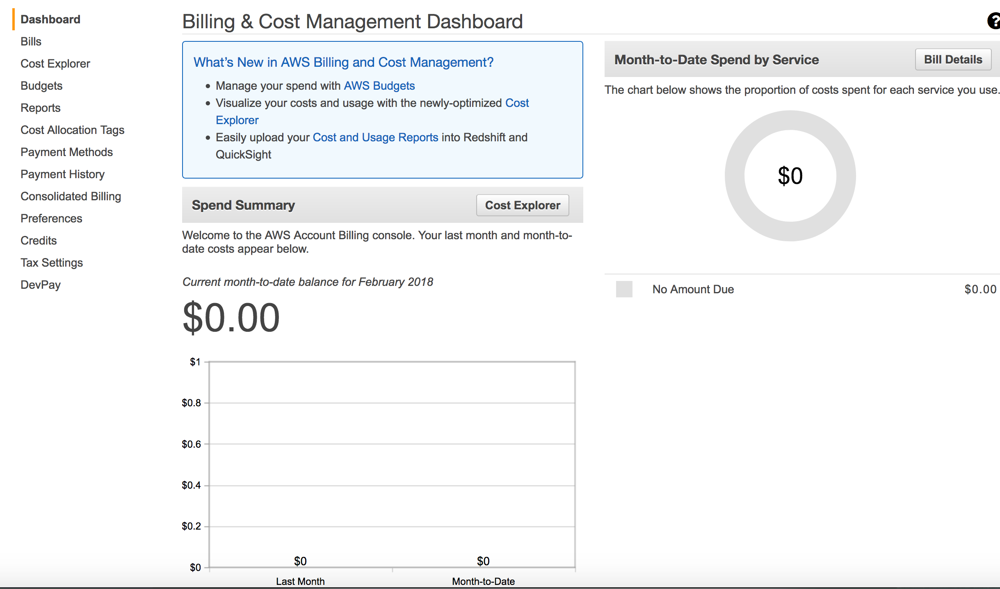 Dashboard
Bills
Cost Explorer
Budgets
Reports
Cost Allocation Tags
Payment Methods
Payment History
Consolidated Billing
Preferences
Credits
Tax Settings
DevPay
Billing & Cost Management Dashboard
?
What’s New in AWS Billing and Cost Management?
• Manage your spend with AWS Budgets
• Visualize your costs and usage with the newly-optimized Cost
Explorer
• Easily upload your Cost and Usage Reports into Redshift and
QuickSight
Spend Summary
Cost Explorer
Welcome to the AWS Account Billing console. Your last month and month-to-
date costs appear below.
Current month-to-date balance for February 2018
$0.00
$1
$0.8
$0.6
$0.4
$0.2
$0
$0 $0
Last Month Month-to-Date
Month-to-Date Spend by Service
Bill Details
The chart below shows the proportion of costs spent for each service you use.
$0
No Amount Due $0.00